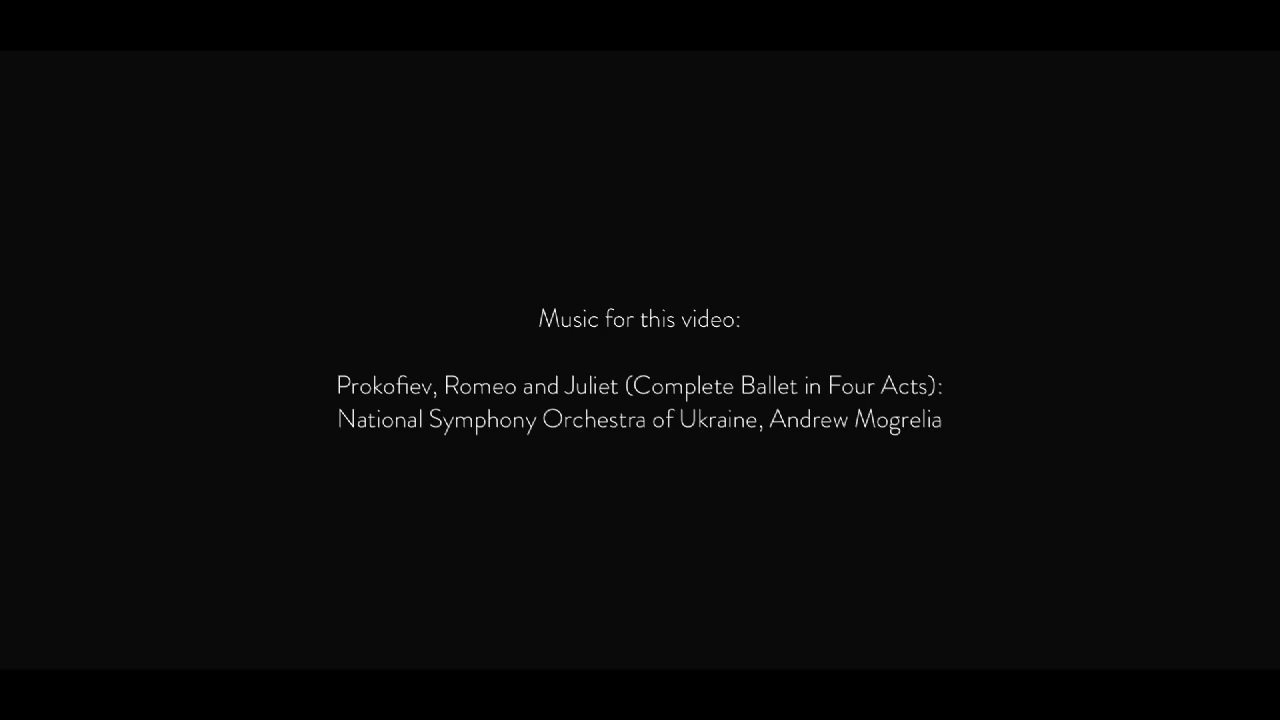 Music for this video:
Prokofiev, Romeo and Juliet (Complete Ballet in Four Acts):
National Symphony Orchestra of Ukraine, Andrew Mogrelia